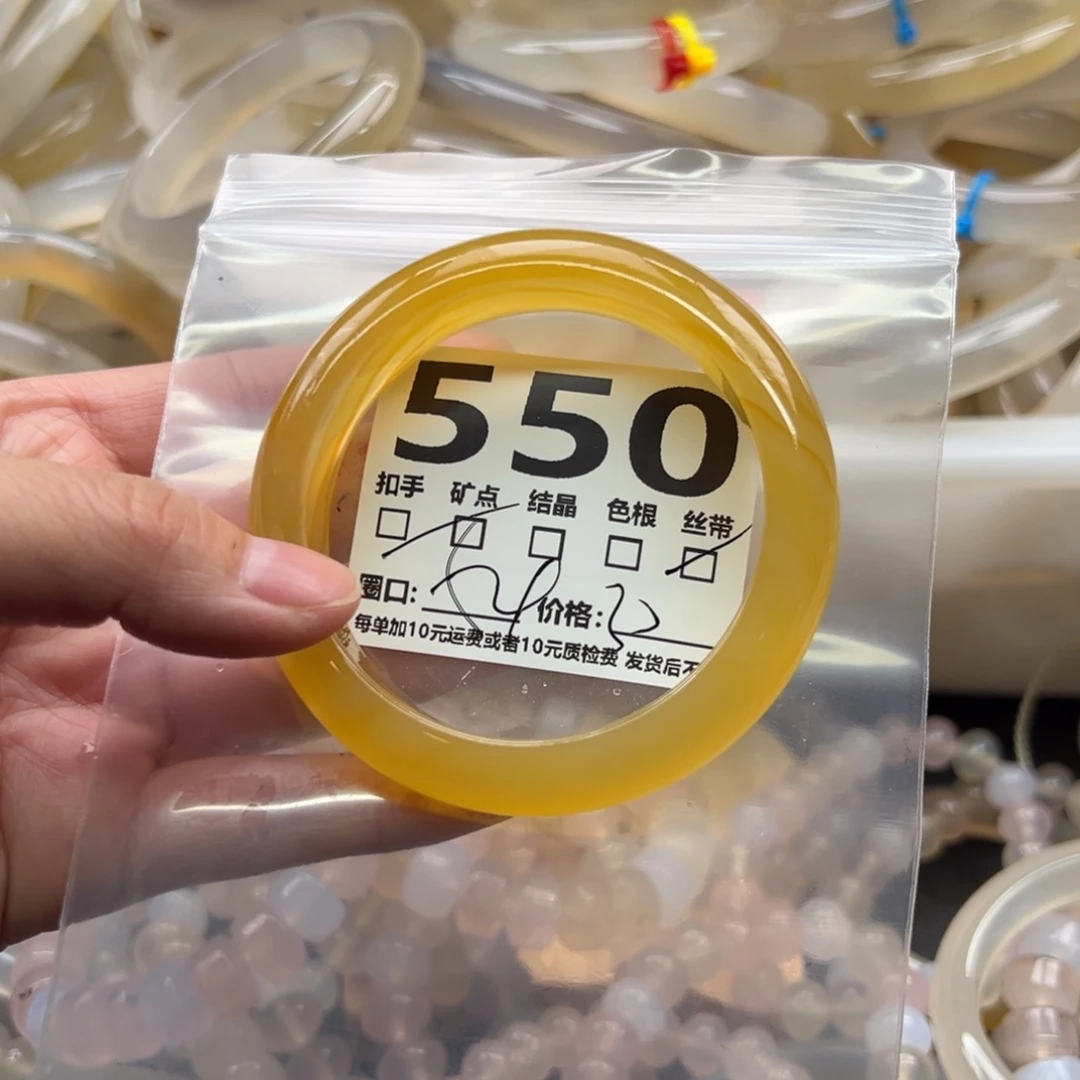 550
扣手 矿点 结晶 色根 丝带
圈口: 价格:
每单加10元运费或者10元质检费 发货后不